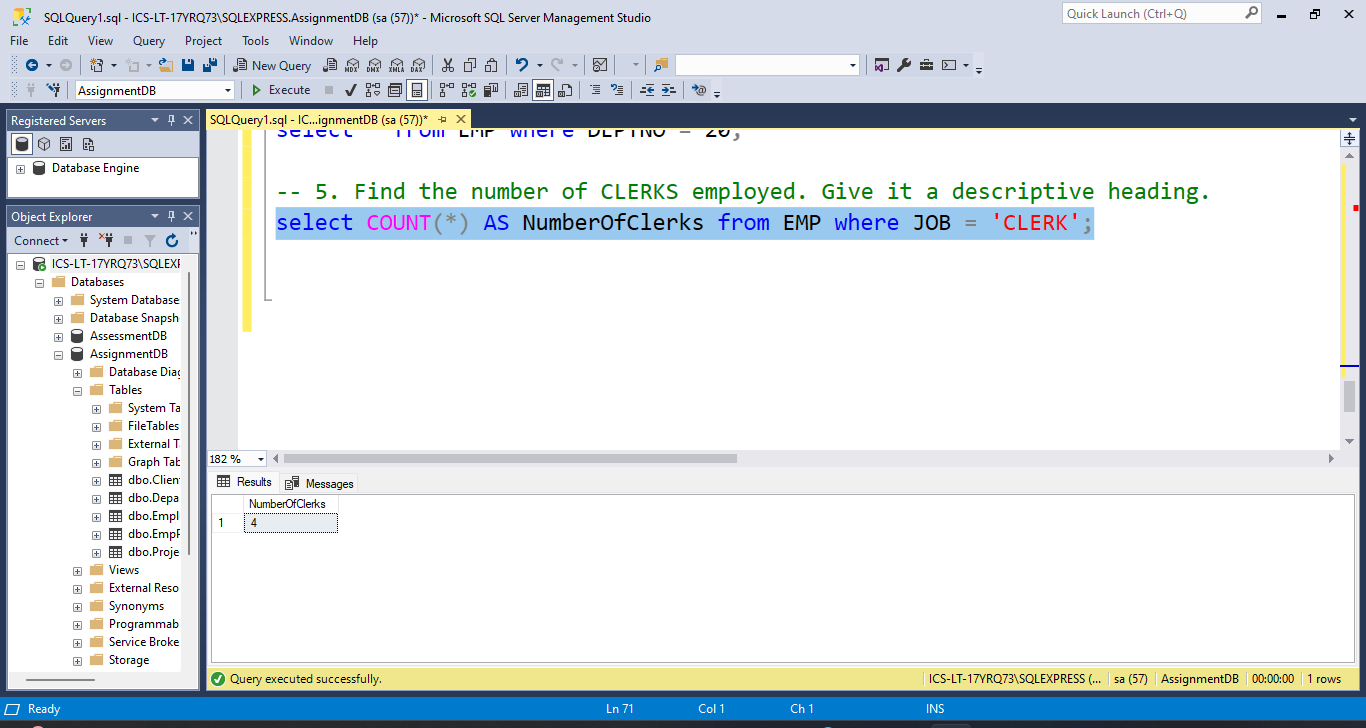 SQLQuery1.sql - ICS-LT-17YRQ73\SQLEXPRESS.AssignmentDB (sa (57))* - Microsoft SQL Server Management Studio
Quick Launch (Ctrl+Q)
File Edit View Query Project Tools Window Help
New Query MDX DMX XMLA DAX
AssignmentDB Execute
Registered Servers
Database Engine
Object Explorer
Connect
ICS-LT-17YRQ73\SQLEXP
Databases
System Database
Database Snapsh
AssessmentDB
AssignmentDB
Database Diag
Tables
System Ta
FileTables
External T
Graph Tab
dbo.Clien
dbo.Depa
dbo.Empl
dbo.EmpP
dbo.Proje
Views
External Reso
Synonyms
Programmab
Service Broke
Storage
SQLQuery1.sql - IC...ignmentDB (sa (57))*
select from EMP where DEPTNO = 20;
-- 5. Find the number of CLERKS employed. Give it a descriptive heading.
select COUNT(*) AS NumberOfClerks from EMP where JOB = 'CLERK';
182 %
Results Messages
NumberOfClerks
1 4
Query executed successfully. ICS-LT-17YRQ73\SQLEXPRESS (... sa (57) AssignmentDB 00:00:00 1 rows
Ready Ln 71 Col 1 Ch 1 INS